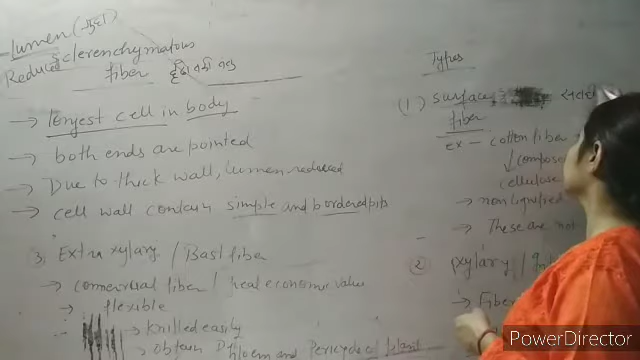 Lumen (गुहा)
Reduced Sclerenchymatous
fiber
→ longest cell in body
→ both ends are pointed
→ Due to thick wall, Lumen reduced
→ cell wall contain simple and bordered pits
3. Extra xylary / Bast fiber
→ commercial fiber / real economic value
→ flexible
→ knitted easily
→ obtain Phloem and Pericycle of Plant
Types
(1) surface
fiber
Ex - cotton fiber
↓ compose
cellulose
→ non lignified
→ These are not
② xylary /
→ Fiber
PowerDirector